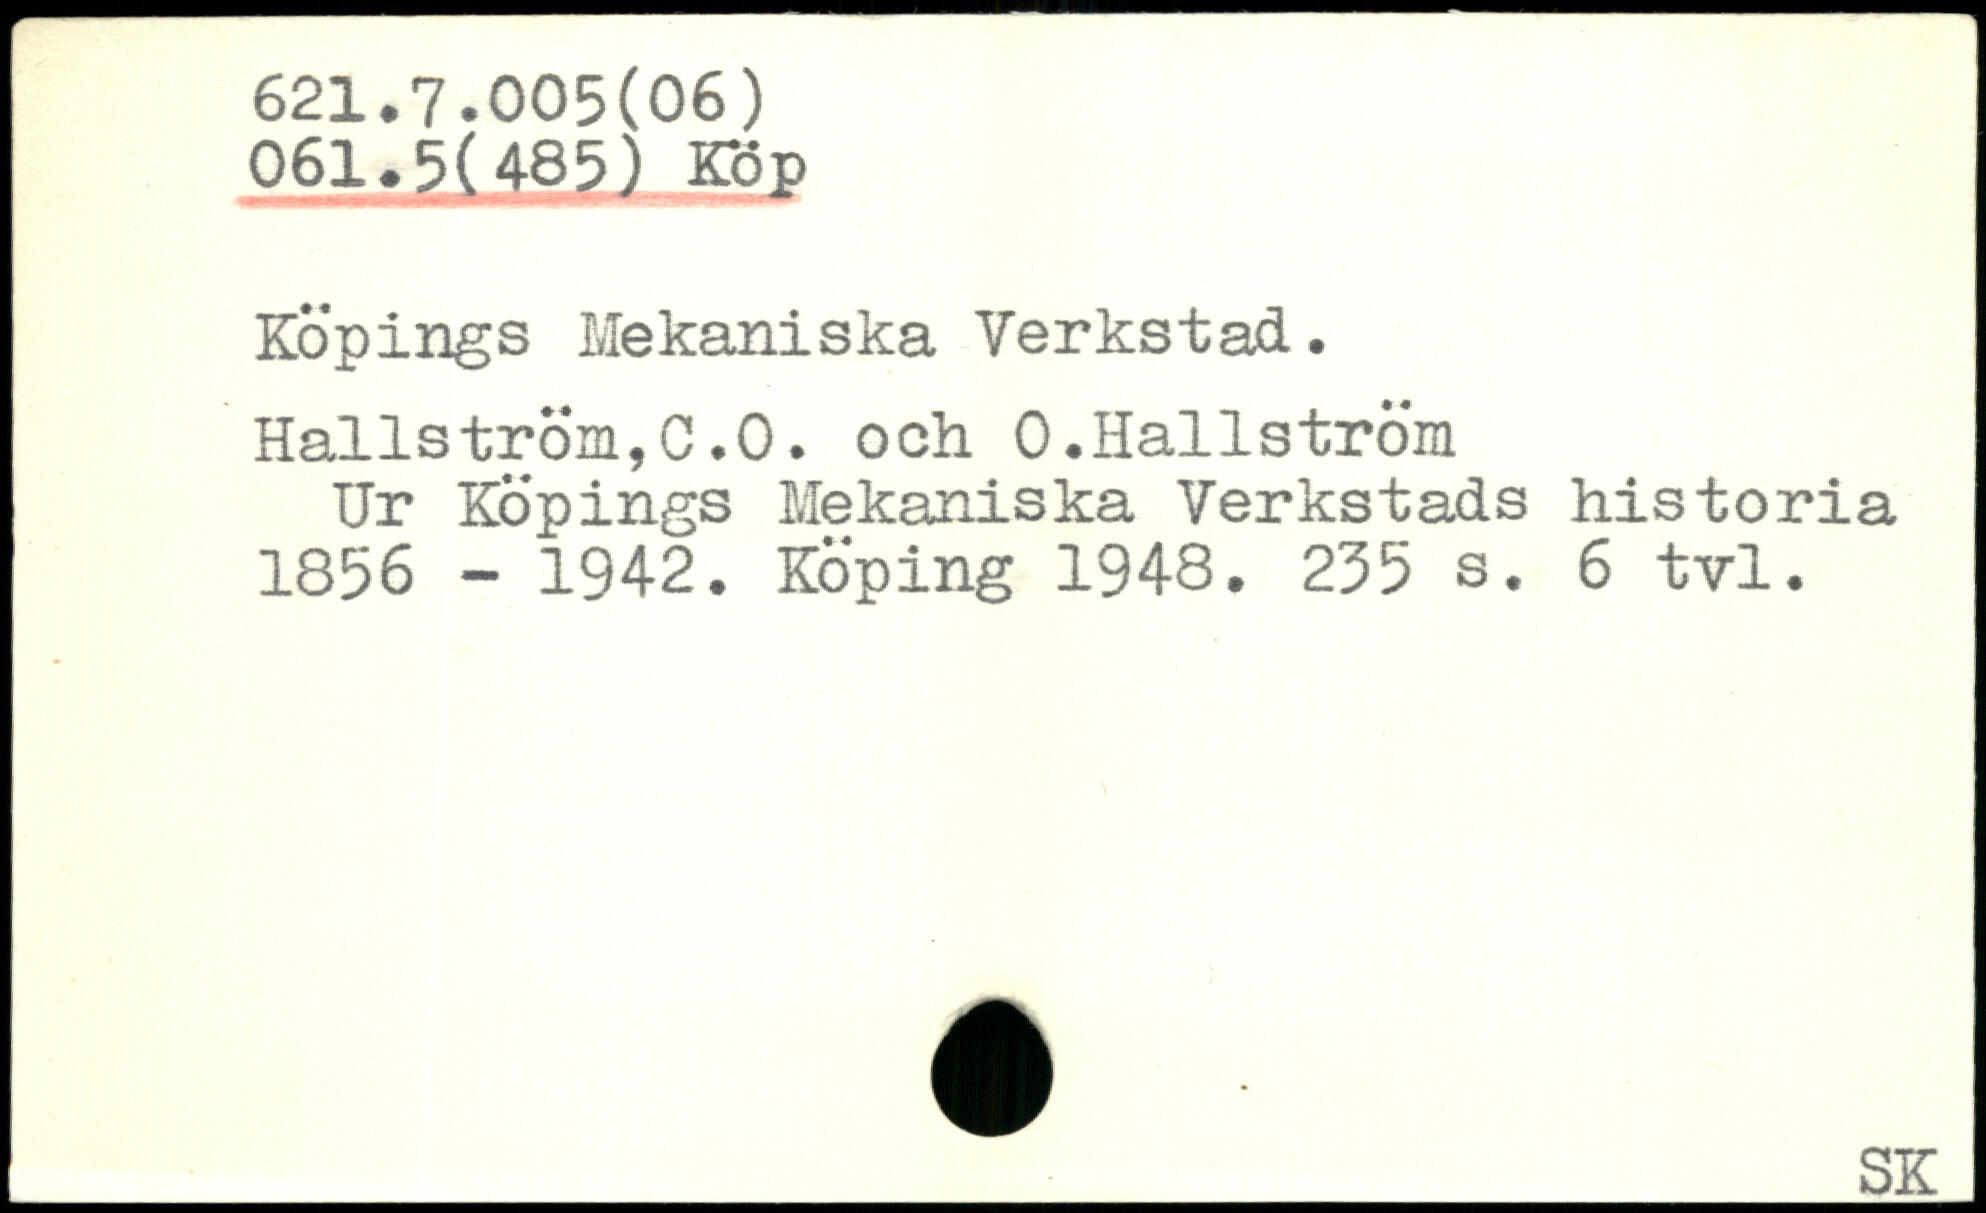 621.7.005(06)
061.5(485) Köp
Köpings Mekaniska Verkstad.
Hallström,C.O. och O.Hallström
Ur Köpings Mekaniska Verkstads historia
1856 - 1942. Köping 1948. 235 s. 6 tvl.
SK